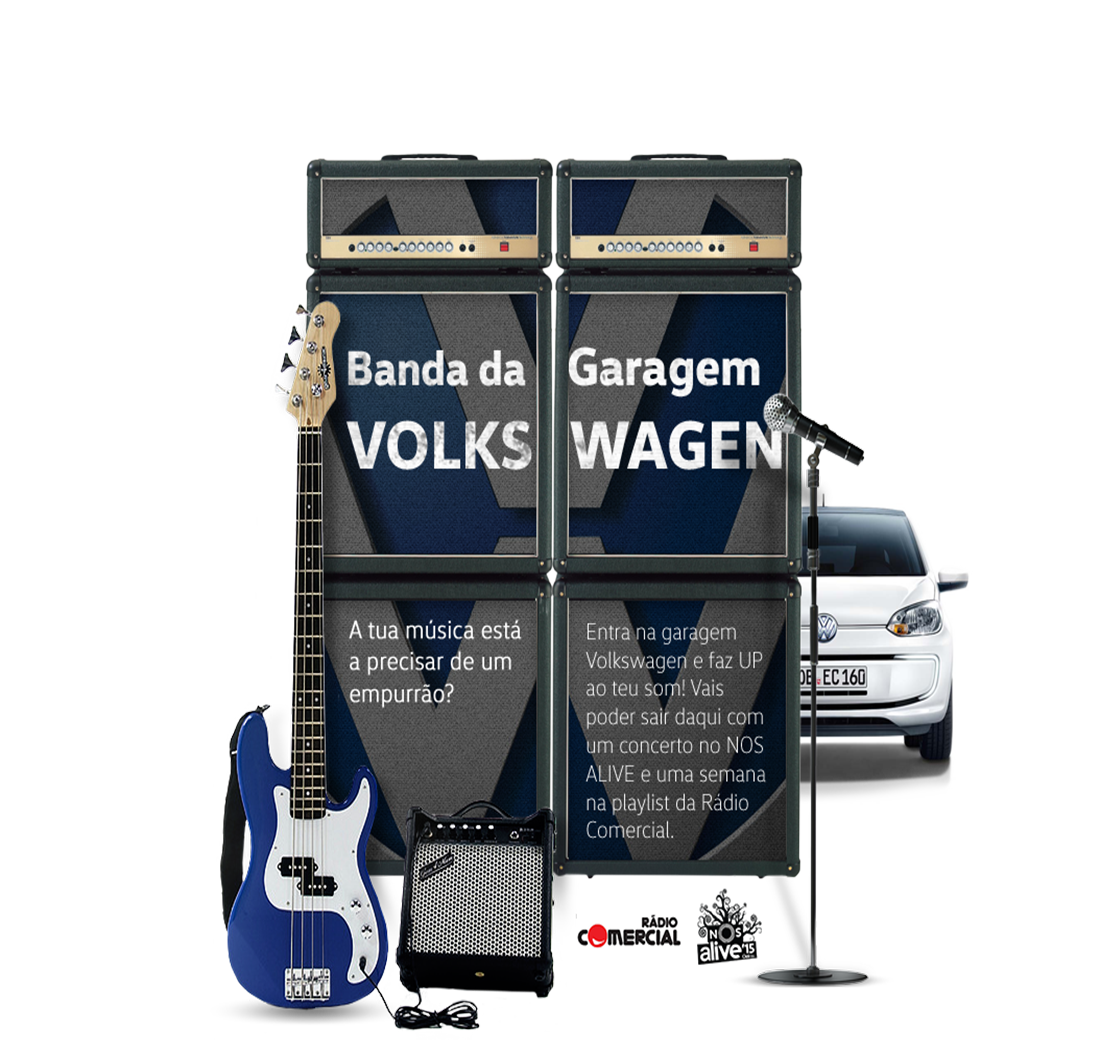 Banda da Garagem
VOLKS WAGEN
A tua música está
a precisar de um
empurrão?
Entra na garagem
Volkswagen e faz UP
ao teu som! Vais
poder sair daqui com
um concerto no NOS
ALIVE e uma semana
na playlist da Rádio
Comercial.
EC 160
RÁDIO
COMERCIAL
NOS
alive'15